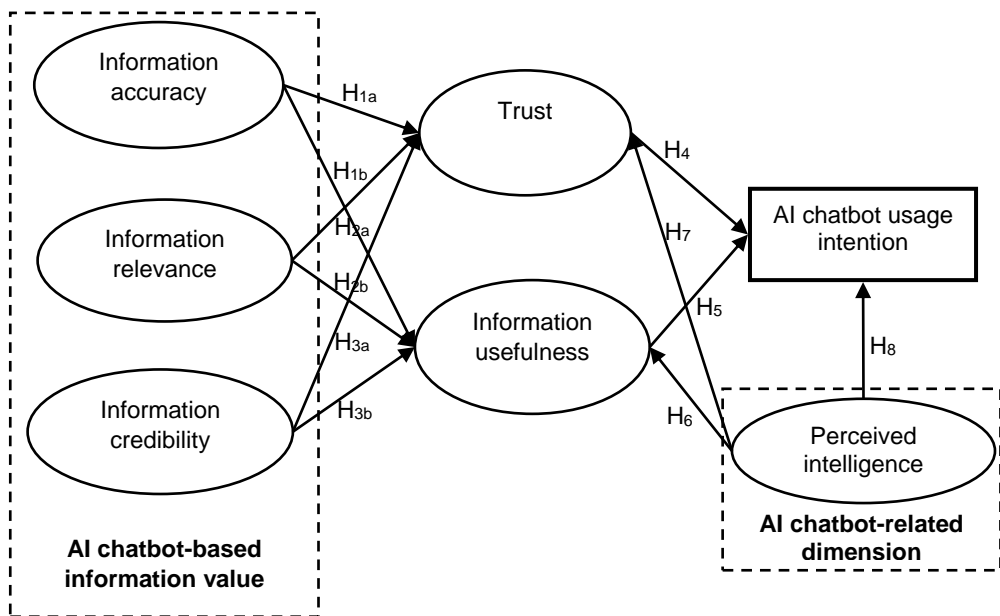 Information
accuracy
H1a
Trust
H4
H1b
AI chatbot usage
intention
Information
relevance
H2a
H7
H2b
Information
usefulness
H5
H3a
H8
Information
credibility
H3b
H6
Perceived
intelligence
AI chatbot-based
information value
AI chatbot-related
dimension